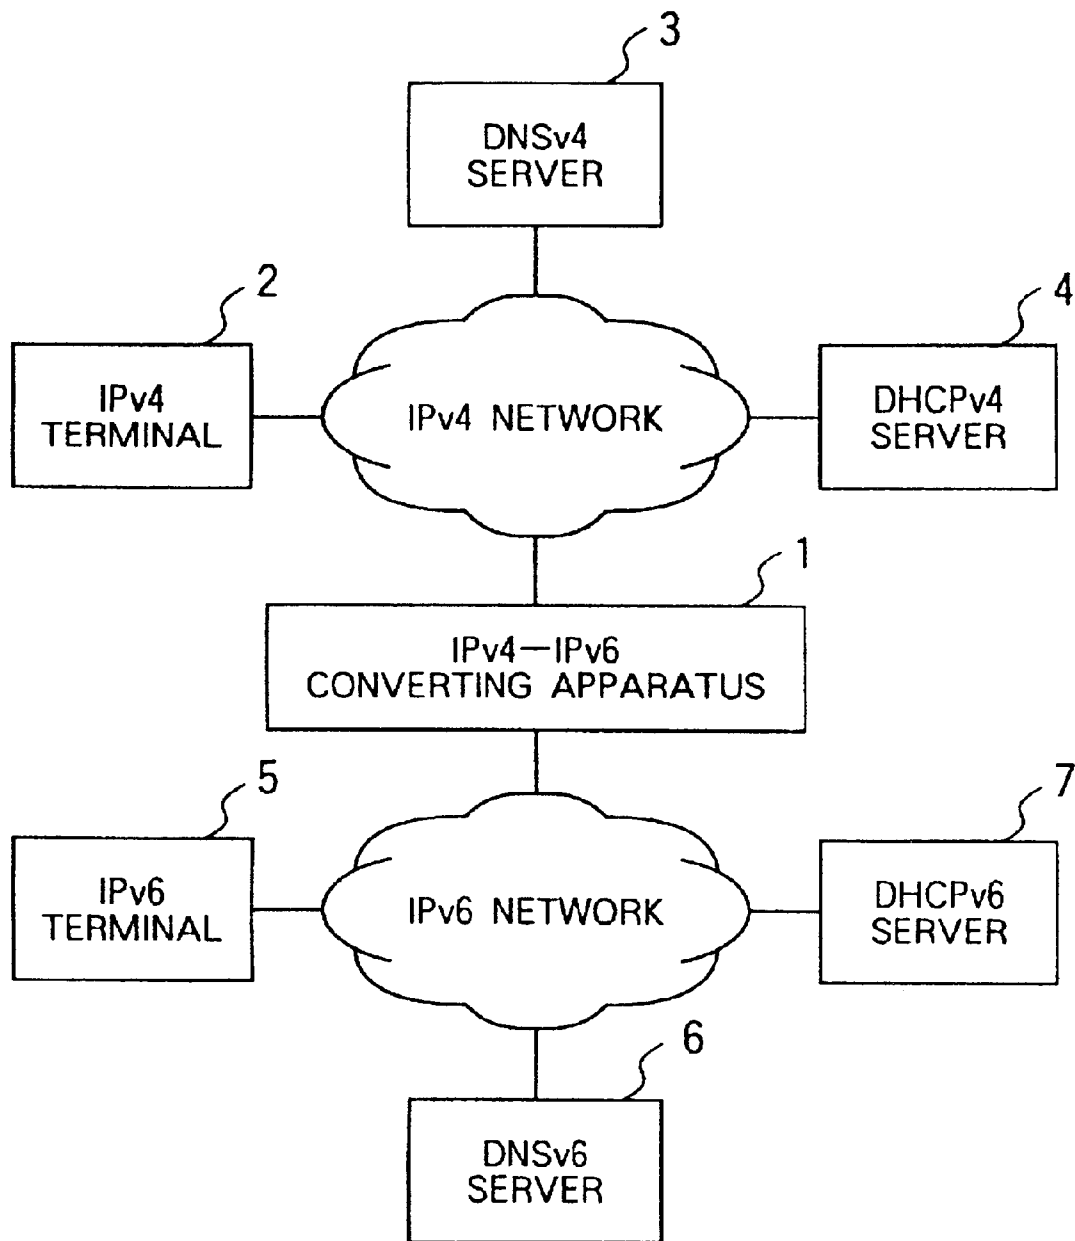 3
DNSv4
SERVER
2
4
IPv4
TERMINAL
IPv4 NETWORK
DHCPv4
SERVER
1
IPv4—IPv6
CONVERTING APPARATUS
5
7
IPv6
TERMINAL
IPv6 NETWORK
DHCPv6
SERVER
6
DNSv6
SERVER